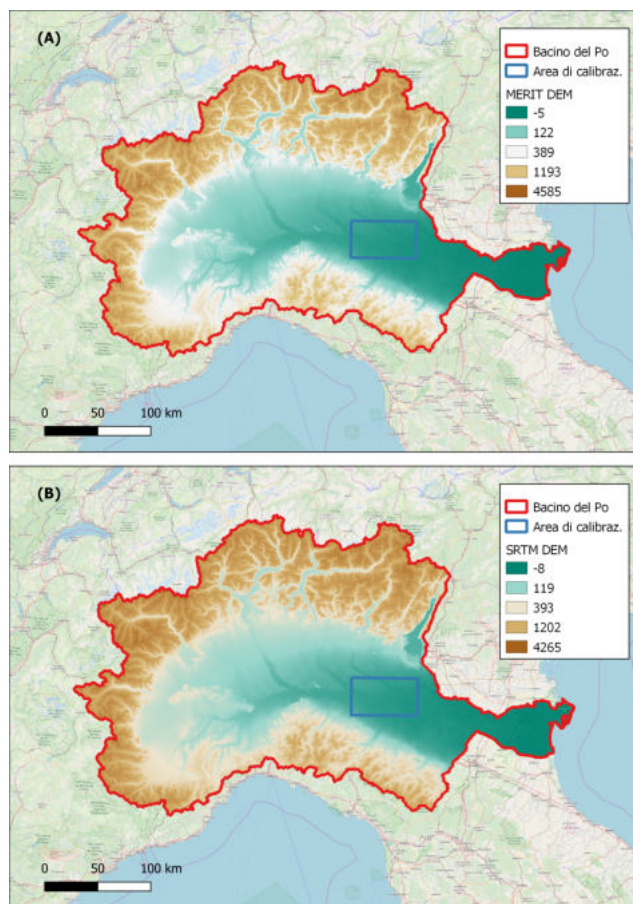 (A)
Bacino del Po
Area di calibraz.
MERIT DEM
-5
122
389
1193
4585
0 50 100 km
(B)
Bacino del Po
Area di calibraz.
SRTM DEM
-8
119
393
1202
4265
0 50 100 km